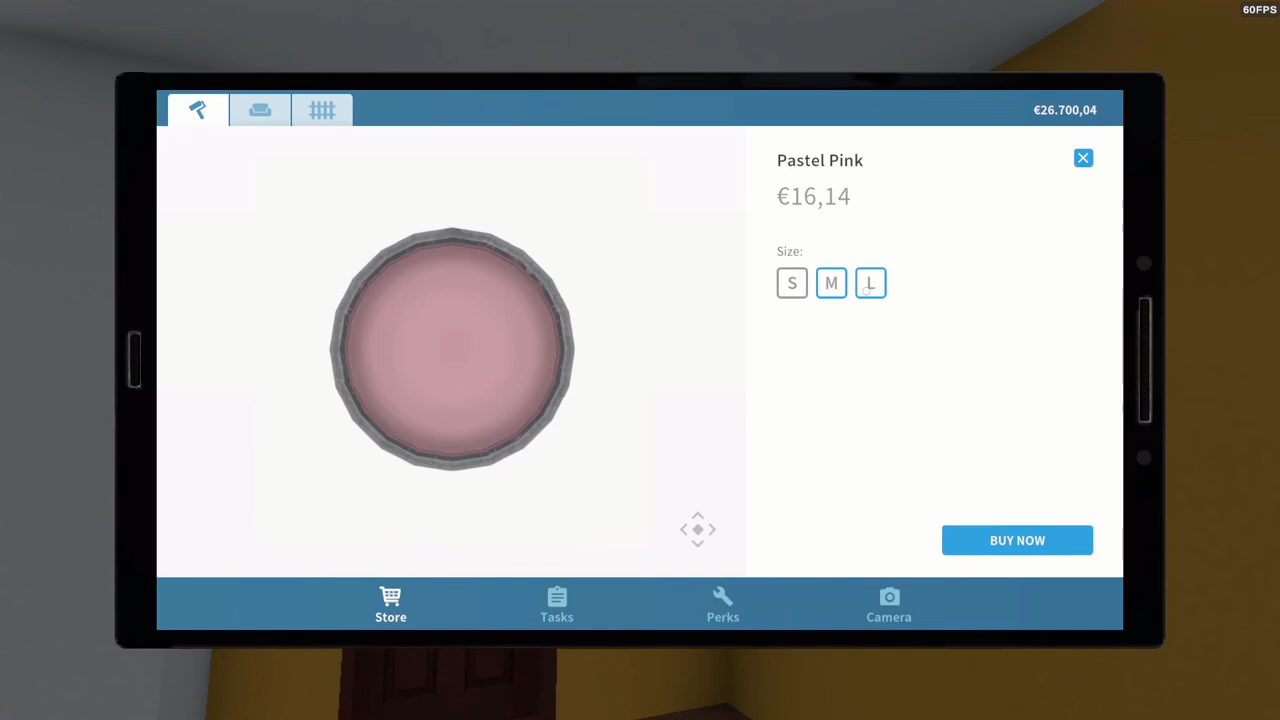 60FPS
€26.700,04
Pastel Pink
€16,14
Size:
S M L
BUY NOW
Store Tasks Perks Camera